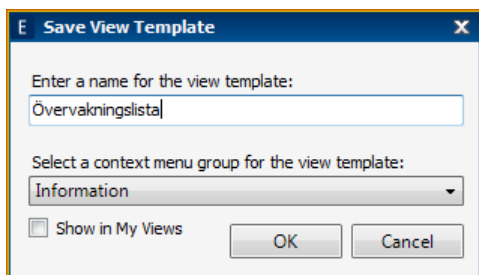 E Save View Template X
Enter a name for the view template:
Övervakningslista
Select a context menu group for the view template:
Information
Show in My Views
OK Cancel